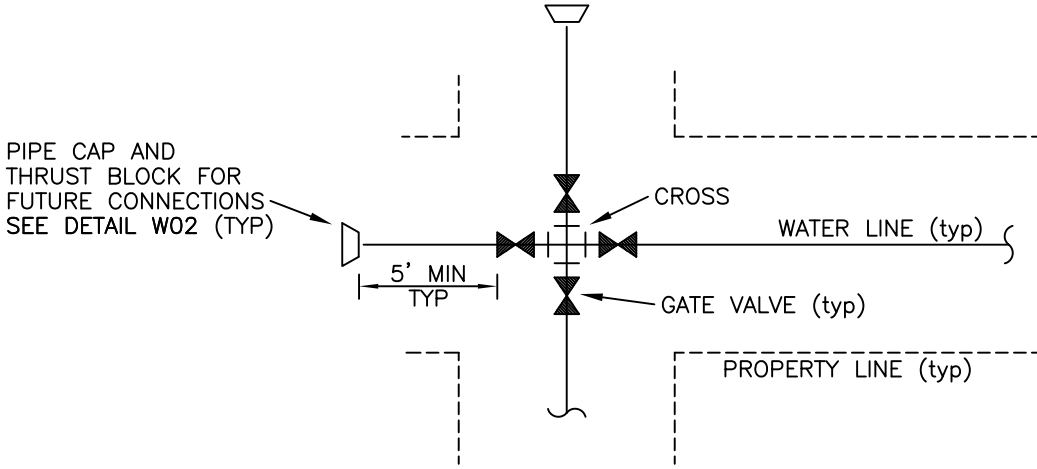 PIPE CAP AND
THRUST BLOCK FOR
FUTURE CONNECTIONS
SEE DETAIL W02 (TYP)
CROSS
WATER LINE (typ)
5' MIN
TYP
GATE VALVE (typ)
PROPERTY LINE (typ)